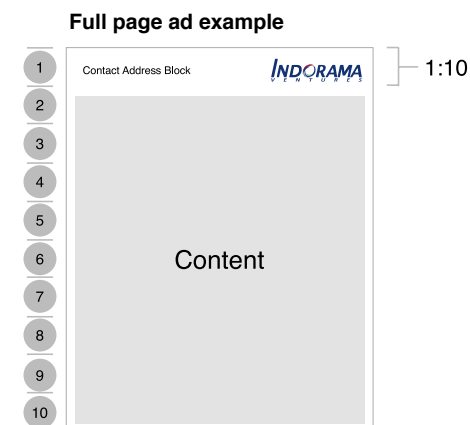 Full page ad example
1
Contact Address Block
INDORAMA
VENTURES
1:10
2
3
4
5
6
Content
7
8
9
10